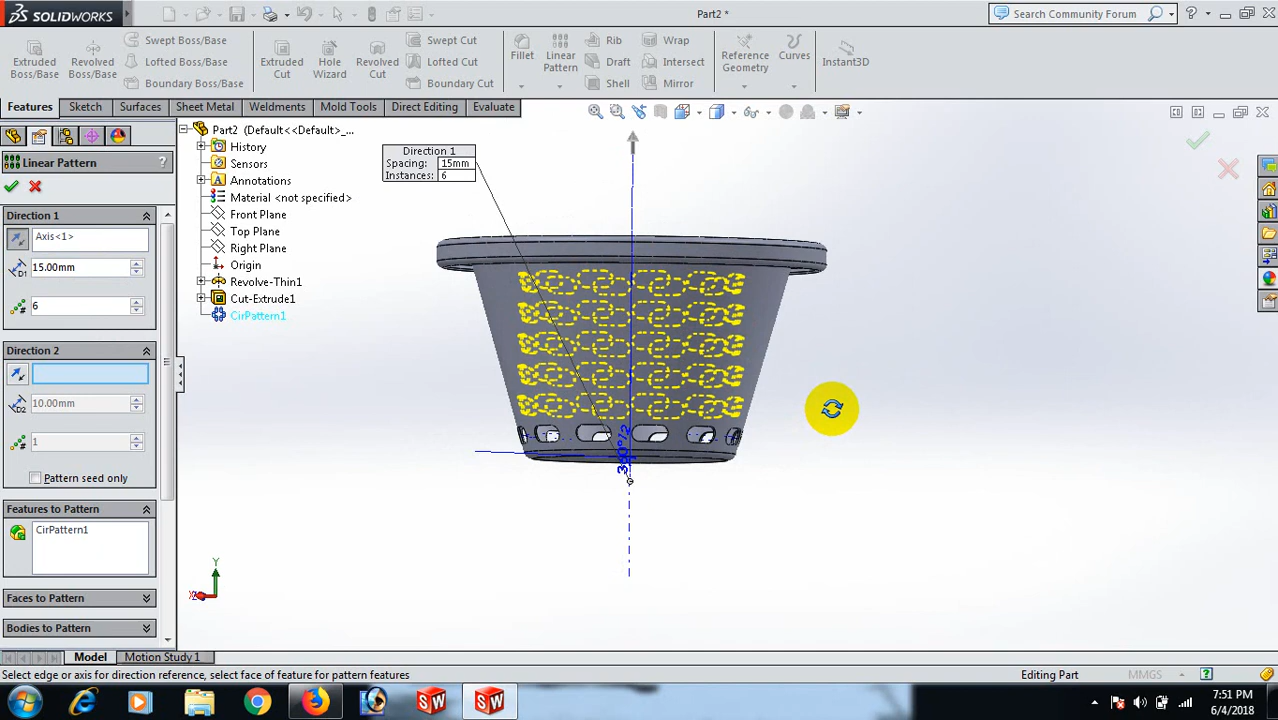 SOLIDWORKS
Part2 *
Search Community Forum
Extruded Boss/Base
Revolved Boss/Base
Swept Boss/Base
Lofted Boss/Base
Boundary Boss/Base
Extruded Cut
Hole Wizard
Revolved Cut
Swept Cut
Lofted Cut
Boundary Cut
Fillet
Linear Pattern
Rib
Draft
Shell
Wrap
Intersect
Mirror
Reference Geometry
Curves
Instant3D
Features Sketch Surfaces Sheet Metal Weldments Mold Tools Direct Editing Evaluate
Linear Pattern
?
Direction 1
Axis<1>
15.00mm
6
Direction 2
10.00mm
1
Pattern seed only
Features to Pattern
CirPattern1
Faces to Pattern
Bodies to Pattern
Part2 (Default<<Default>_...
History
Sensors
Annotations
Material <not specified>
Front Plane
Top Plane
Right Plane
Origin
Revolve-Thin1
Cut-Extrude1
CirPattern1
Direction 1
Spacing: 15mm
Instances: 6
Y
Model Motion Study 1
Select edge or axis for direction reference, select face of feature for pattern features
Editing Part
MMGS
7:51 PM
6/4/2018